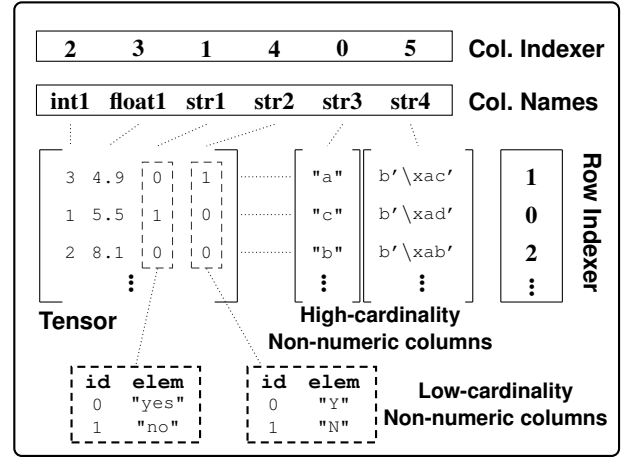 2 3 1 4 0 5 Col. Indexer
int1 float1 str1 str2 str3 str4 Col. Names
3 4.9 0 1 "a" b'\xac' 1
1 5.5 1 0 "c" b'\xad' 0
2 8.1 0 0 "b" b'\xab' 2
Row Indexer
Tensor
High-cardinality
Non-numeric columns
id elem
0 "yes"
1 "no"
id elem
0 "Y"
1 "N"
Low-cardinality
Non-numeric columns